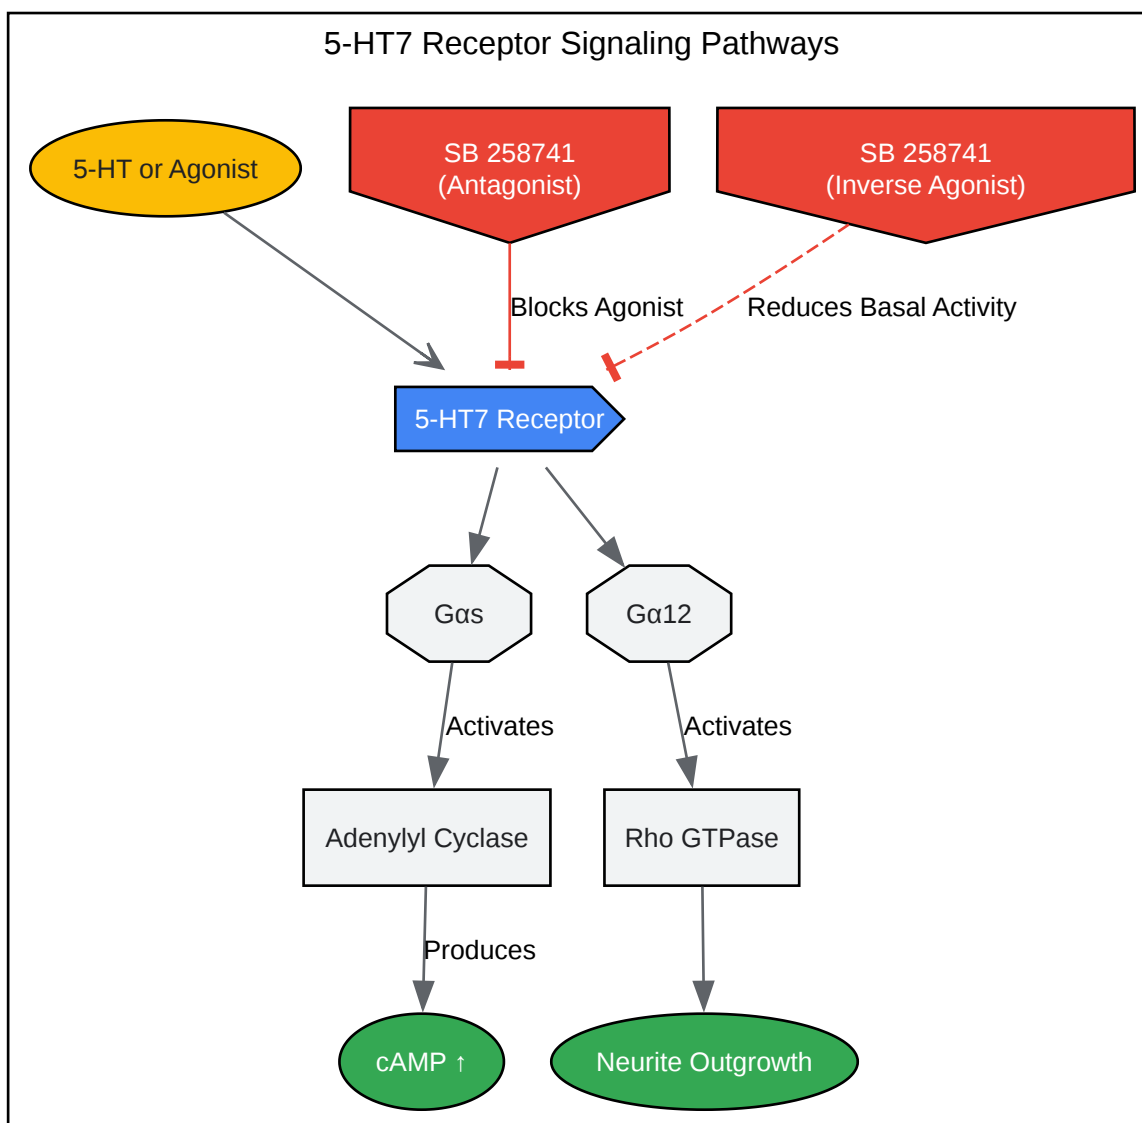 5-HT7 Receptor Signaling Pathways
5-HT or Agonist
SB 258741
(Antagonist)
SB 258741
(Inverse Agonist)
Blocks Agonist
Reduces Basal Activity
5-HT7 Receptor
Gαs
Gα12
Activates
Activates
Adenylyl Cyclase
Rho GTPase
Produces
cAMP ↑
Neurite Outgrowth